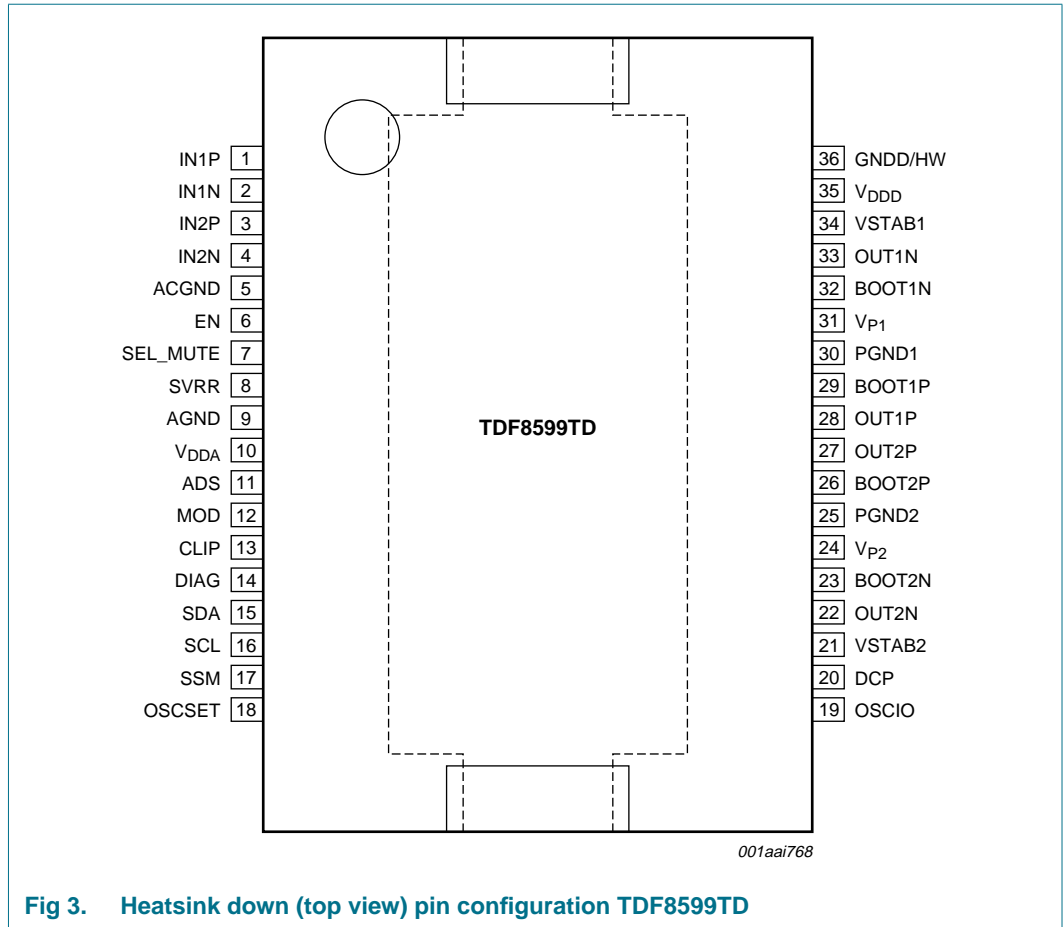 IN1P 1
IN1N 2
IN2P 3
IN2N 4
ACGND 5
EN 6
SEL_MUTE 7
SVRR 8
AGND 9
VDDA 10
ADS 11
MOD 12
CLIP 13
DIAG 14
SDA 15
SCL 16
SSM 17
OSCSET 18
TDF8599TD
36 GNDD/HW
35 VDDD
34 VSTAB1
33 OUT1N
32 BOOT1N
31 VP1
30 PGND1
29 BOOT1P
28 OUT1P
27 OUT2P
26 BOOT2P
25 PGND2
24 VP2
23 BOOT2N
22 OUT2N
21 VSTAB2
20 DCP
19 OSCIO
001aai768
Fig 3. Heatsink down (top view) pin configuration TDF8599TD